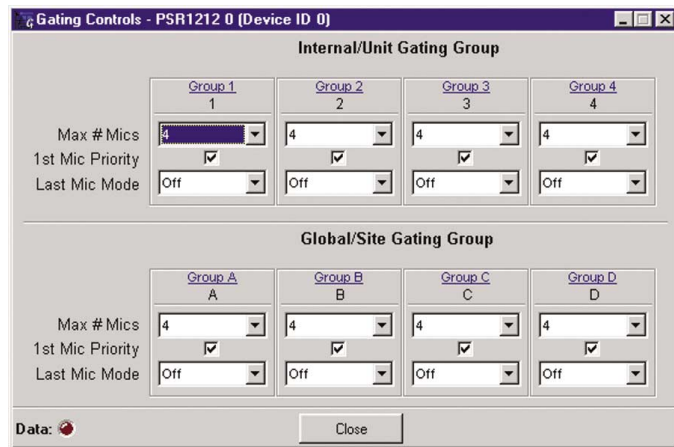 Gating Controls - PSR1212 0 (Device ID 0)
Internal/Unit Gating Group
Group 1 Group 2 Group 3 Group 4
1 2 3 4
Max # Mics 4 4 4 4
1st Mic Priority
Last Mic Mode Off Off Off Off
Global/Site Gating Group
Group A Group B Group C Group D
A B C D
Max # Mics 4 4 4 4
1st Mic Priority
Last Mic Mode Off Off Off Off
Data: Close